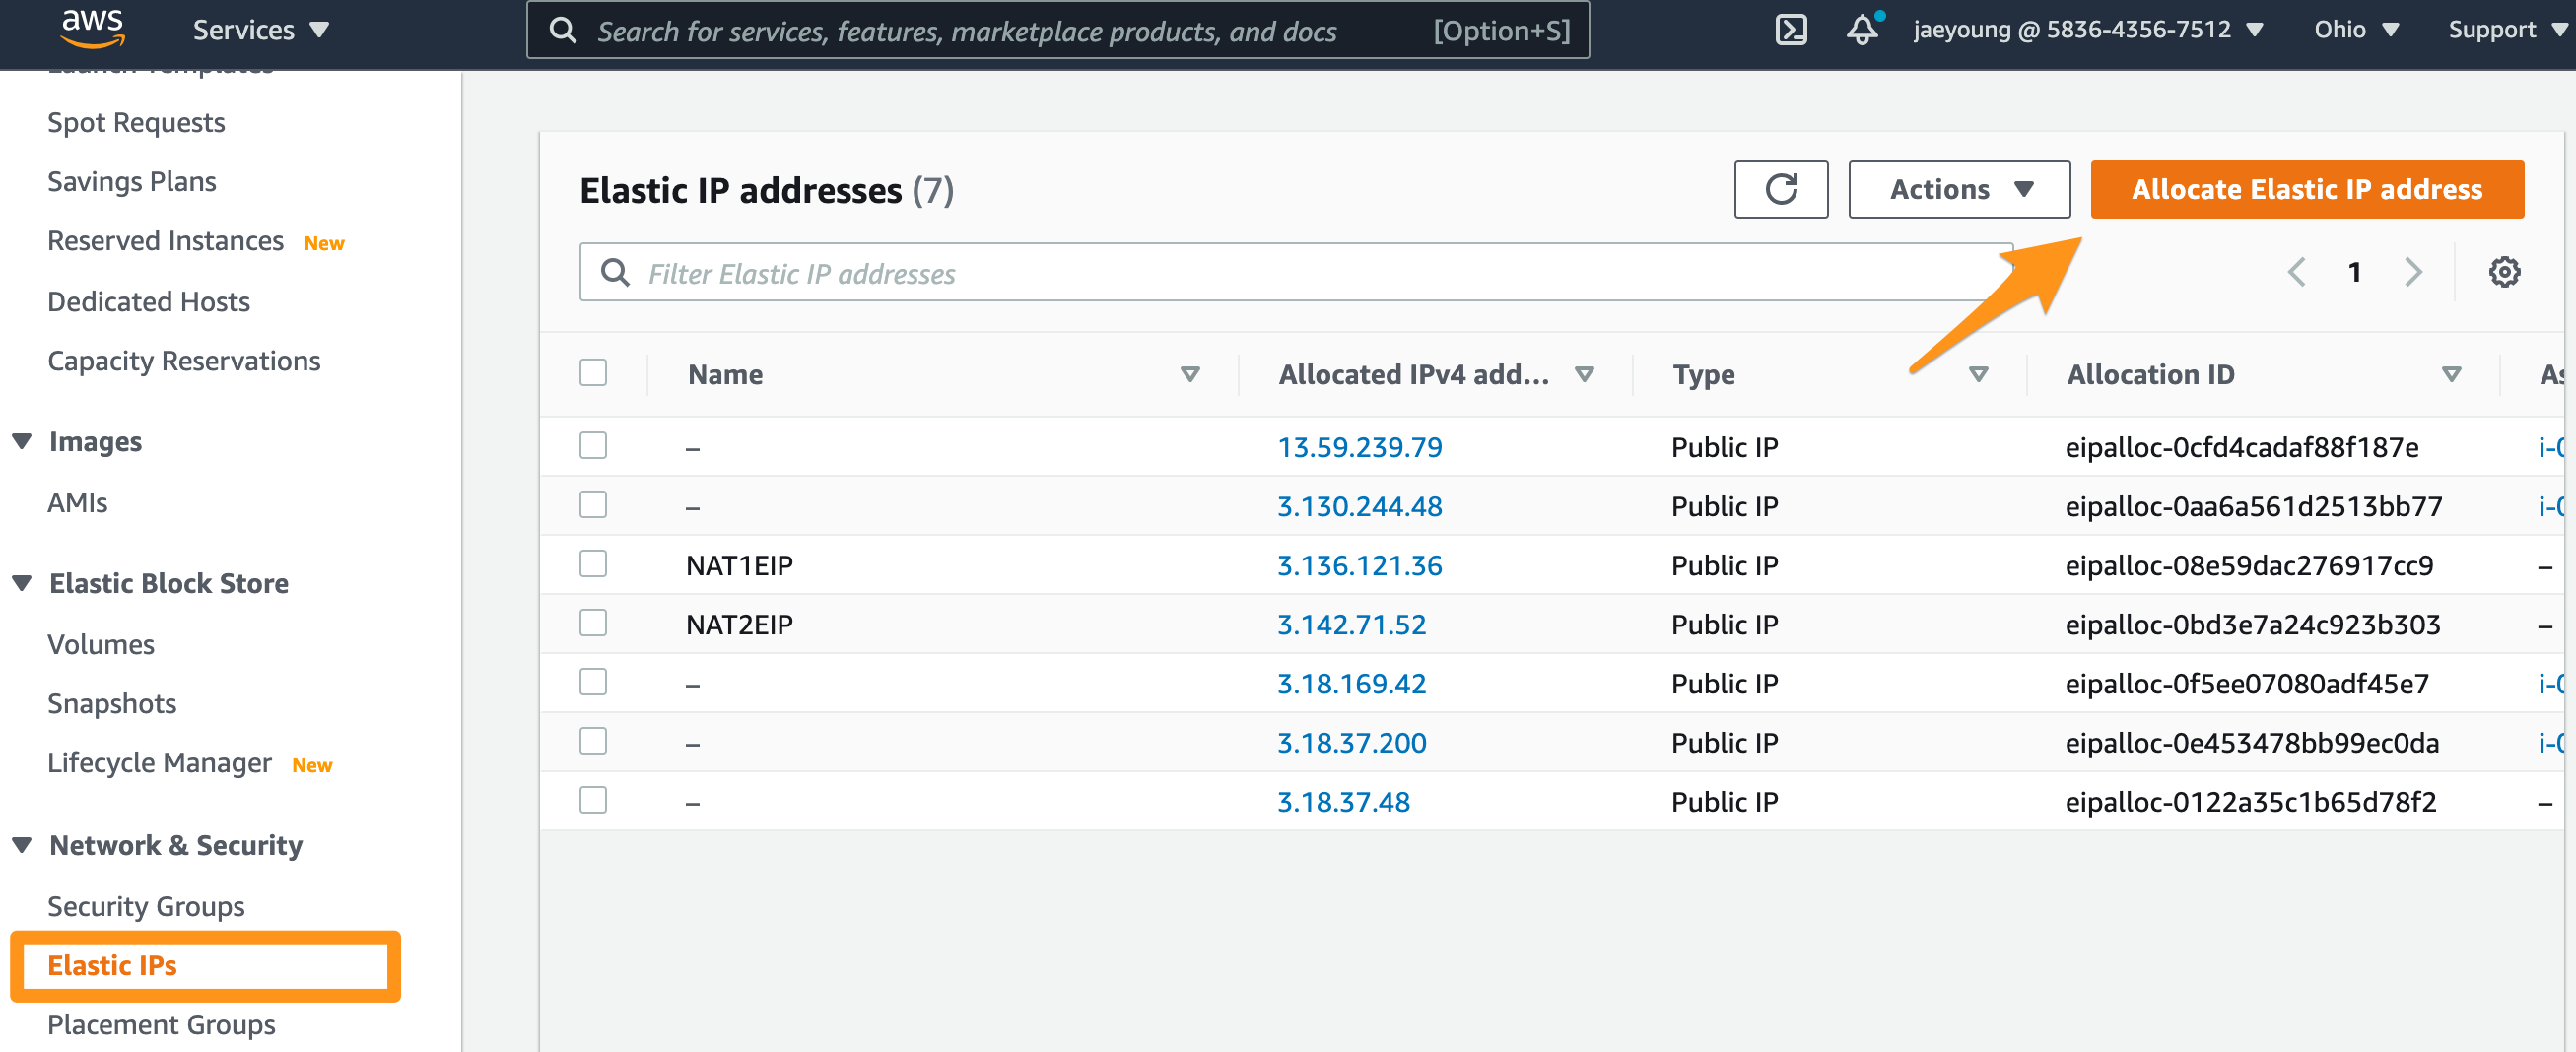 aws Services Search for services, features, marketplace products, and docs [Option+S] jaeyoung @ 5836-4356-7512 Ohio Support
Launch Templates
Spot Requests
Savings Plans
Reserved Instances New
Dedicated Hosts
Capacity Reservations
Images
AMIs
Elastic Block Store
Volumes
Snapshots
Lifecycle Manager New
Network & Security
Security Groups
Elastic IPs
Placement Groups
Elastic IP addresses (7) Actions Allocate Elastic IP address
Filter Elastic IP addresses 1
Name Allocated IPv4 add... Type Allocation ID
– 13.59.239.79 Public IP eipalloc-0cfd4cadaf88f187e
– 3.130.244.48 Public IP eipalloc-0aa6a561d2513bb77
NAT1EIP 3.136.121.36 Public IP eipalloc-08e59dac276917cc9 –
NAT2EIP 3.142.71.52 Public IP eipalloc-0bd3e7a24c923b303 –
– 3.18.169.42 Public IP eipalloc-0f5ee07080adf45e7
– 3.18.37.200 Public IP eipalloc-0e453478bb99ec0da
– 3.18.37.48 Public IP eipalloc-0122a35c1b65d78f2 –